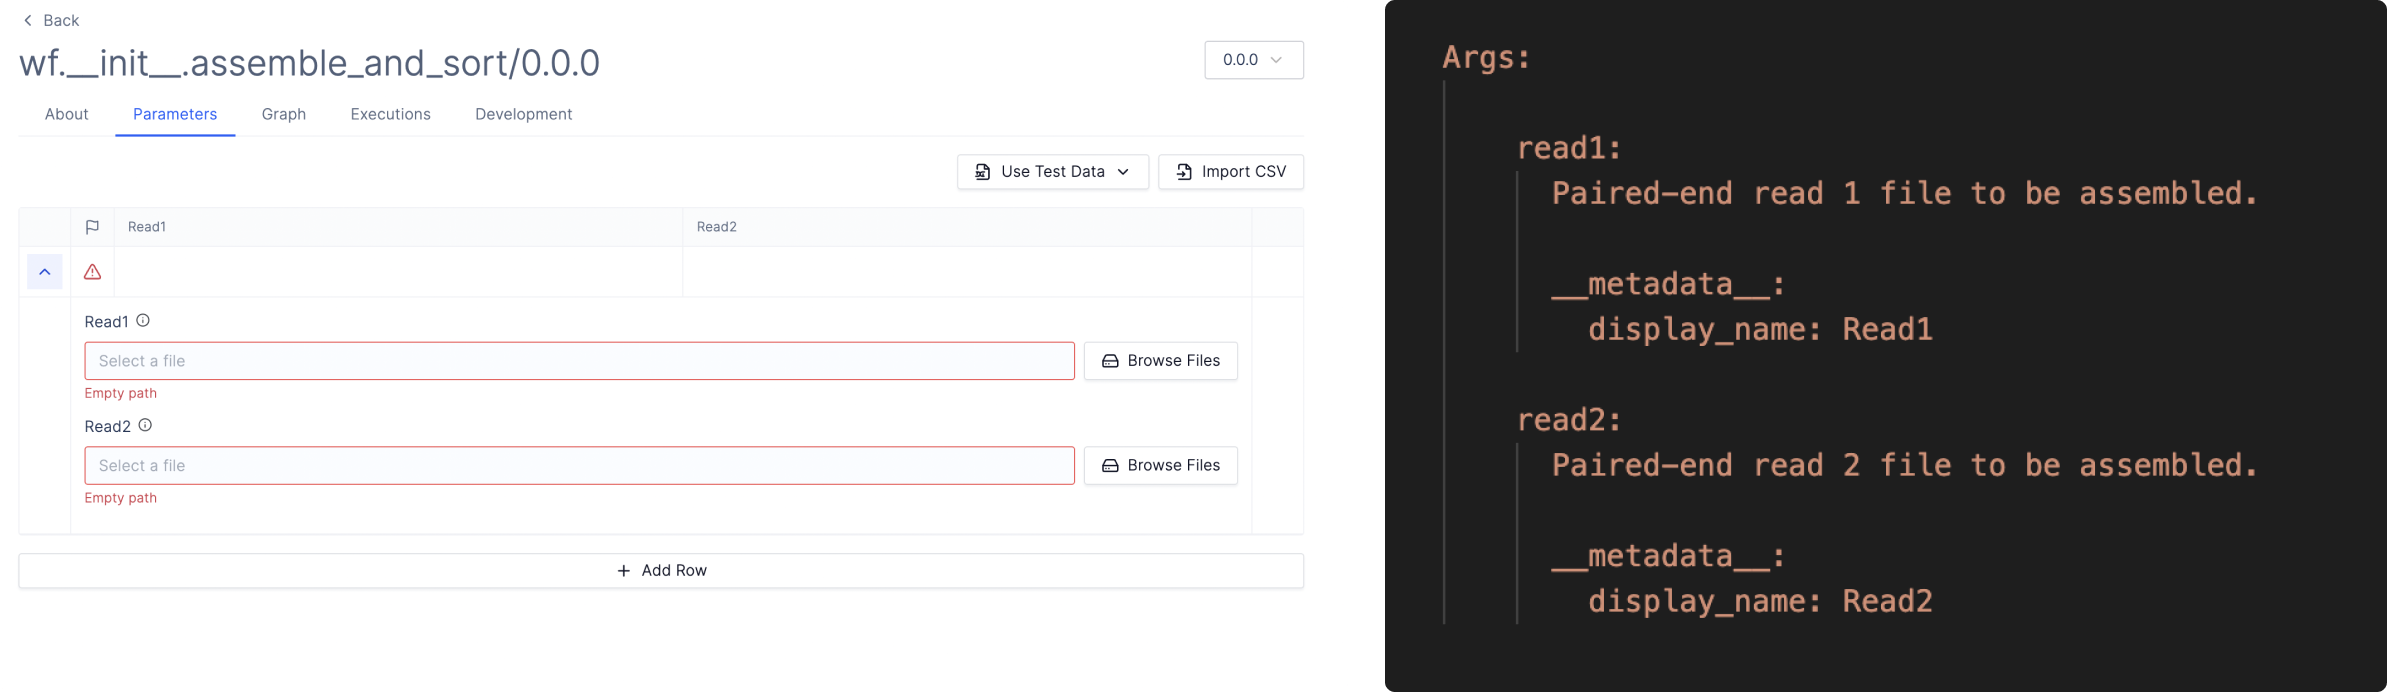 Back
wf.__init__.assemble_and_sort/0.0.0
0.0.0
About Parameters Graph Executions Development
Use Test Data Import CSV
Read1 Read2
Read1
Select a file Browse Files
Empty path
Read2
Select a file Browse Files
Empty path
+ Add Row
Args:
read1:
Paired-end read 1 file to be assembled.
__metadata__:
display_name: Read1
read2:
Paired-end read 2 file to be assembled.
__metadata__:
display_name: Read2